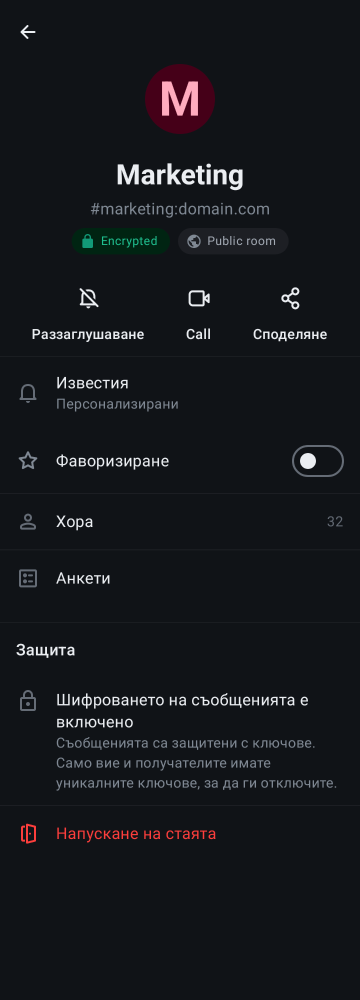 M
Marketing
#marketing:domain.com
Encrypted
Public room
Раззаглушаване
Call
Споделяне
Известия
Персонализирани
Фаворизиране
Хора
32
Анкети
Защита
Шифроването на съобщенията е
включено
Съобщенията са защитени с ключове.
Само вие и получателите имате
уникалните ключове, за да ги отключите.
Напускане на стаята